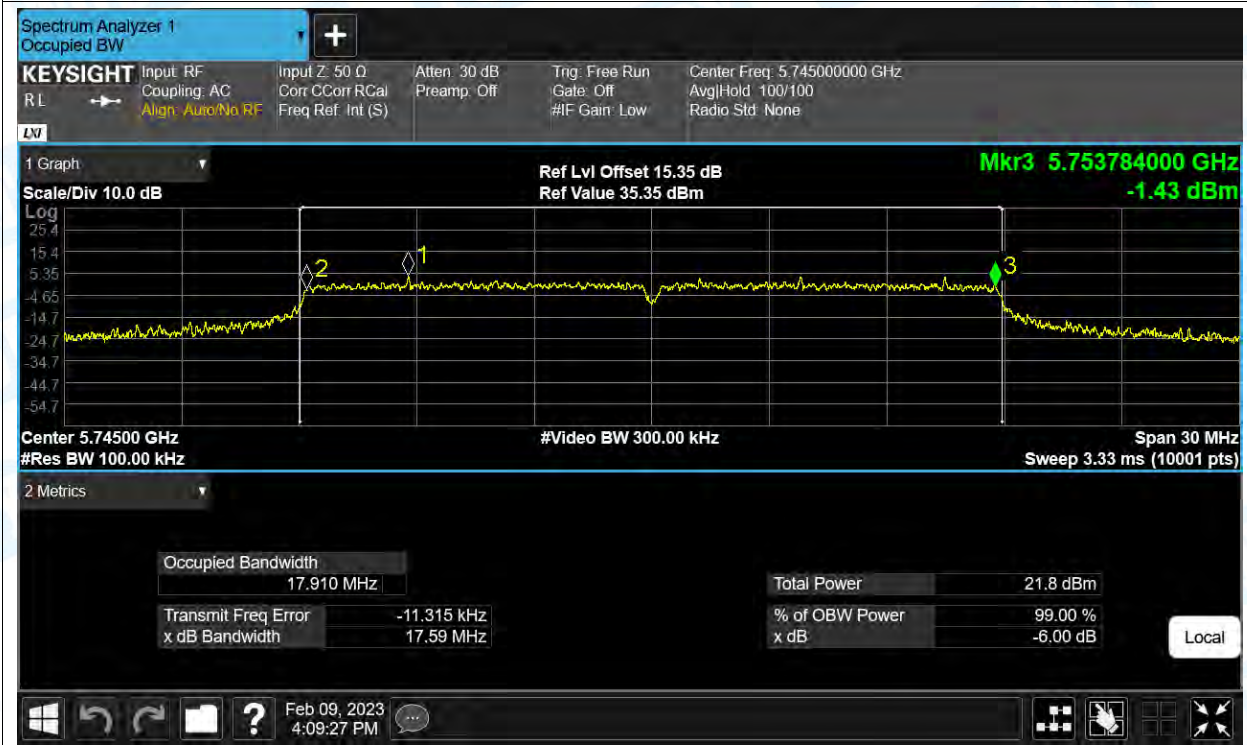 Spectrum Analyzer 1
Occupied BW
KEYSIGHT
R L
LXI
Input: RF
Coupling: AC
Align: Auto/No RF
Input Z: 50 Ω
Corr CCorr RCal
Freq Ref: Int (S)
Atten: 30 dB
Preamp: Off
Trig: Free Run
Gate: Off
#IF Gain: Low
Center Freq: 5.745000000 GHz
Avg|Hold: 100/100
Radio Std: None
1 Graph
Scale/Div 10.0 dB
Ref Lvl Offset 15.35 dB
Ref Value 35.35 dBm
Mkr3 5.753784000 GHz
-1.43 dBm
Log
25.4
15.4
5.35
-4.65
-14.7
-24.7
-34.7
-44.7
-54.7
2
1
3
Center 5.74500 GHz
#Res BW 100.00 kHz
#Video BW 300.00 kHz
Span 30 MHz
Sweep 3.33 ms (10001 pts)
2 Metrics
Occupied Bandwidth
17.910 MHz
Transmit Freq Error -11.315 kHz
x dB Bandwidth 17.59 MHz
Total Power 21.8 dBm
% of OBW Power 99.00 %
x dB -6.00 dB
Local
?
Feb 09, 2023
4:09:27 PM